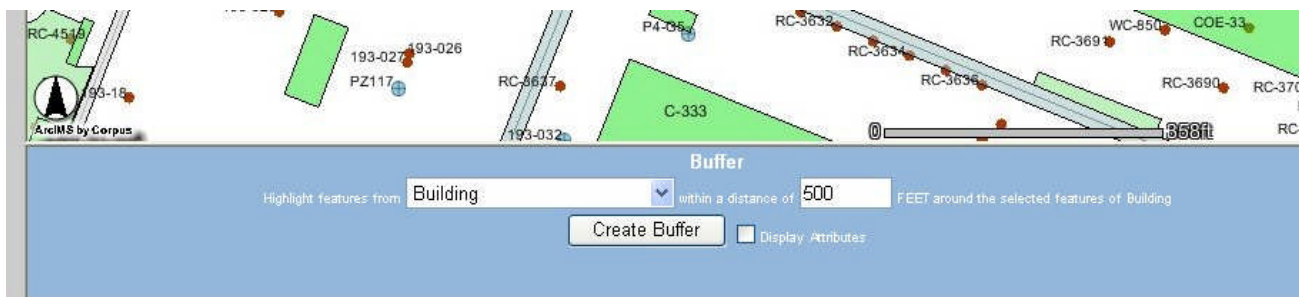 RC-4519
193-027
193-026
PZ117
193-18
RC-3637
193-032
C-333
RC-3632
RC-3634
RC-3636
RC-3691
WC-850
COE-33
RC-3690
RC-370
RC-
0
358ft
ArcIMS by Corpus
Buffer
Highlight features from Building within a distance of 500 FEET around the selected features of Building
Create Buffer Display Attributes